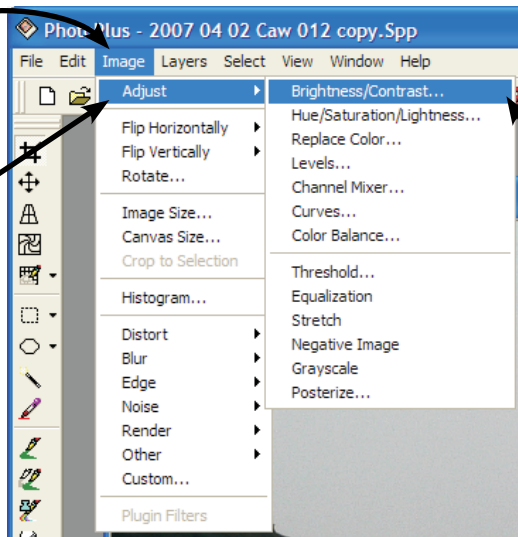 PhotoPlus - 2007 04 02 Caw 012 copy.Spp
File Edit Image Layers Select View Window Help
Adjust
Flip Horizontally
Flip Vertically
Rotate...
Image Size...
Canvas Size...
Crop to Selection
Histogram...
Distort
Blur
Edge
Noise
Render
Other
Custom...
Plugin Filters
Brightness/Contrast...
Hue/Saturation/Lightness...
Replace Color...
Levels...
Channel Mixer...
Curves...
Color Balance...
Threshold...
Equalization
Stretch
Negative Image
Grayscale
Posterize...